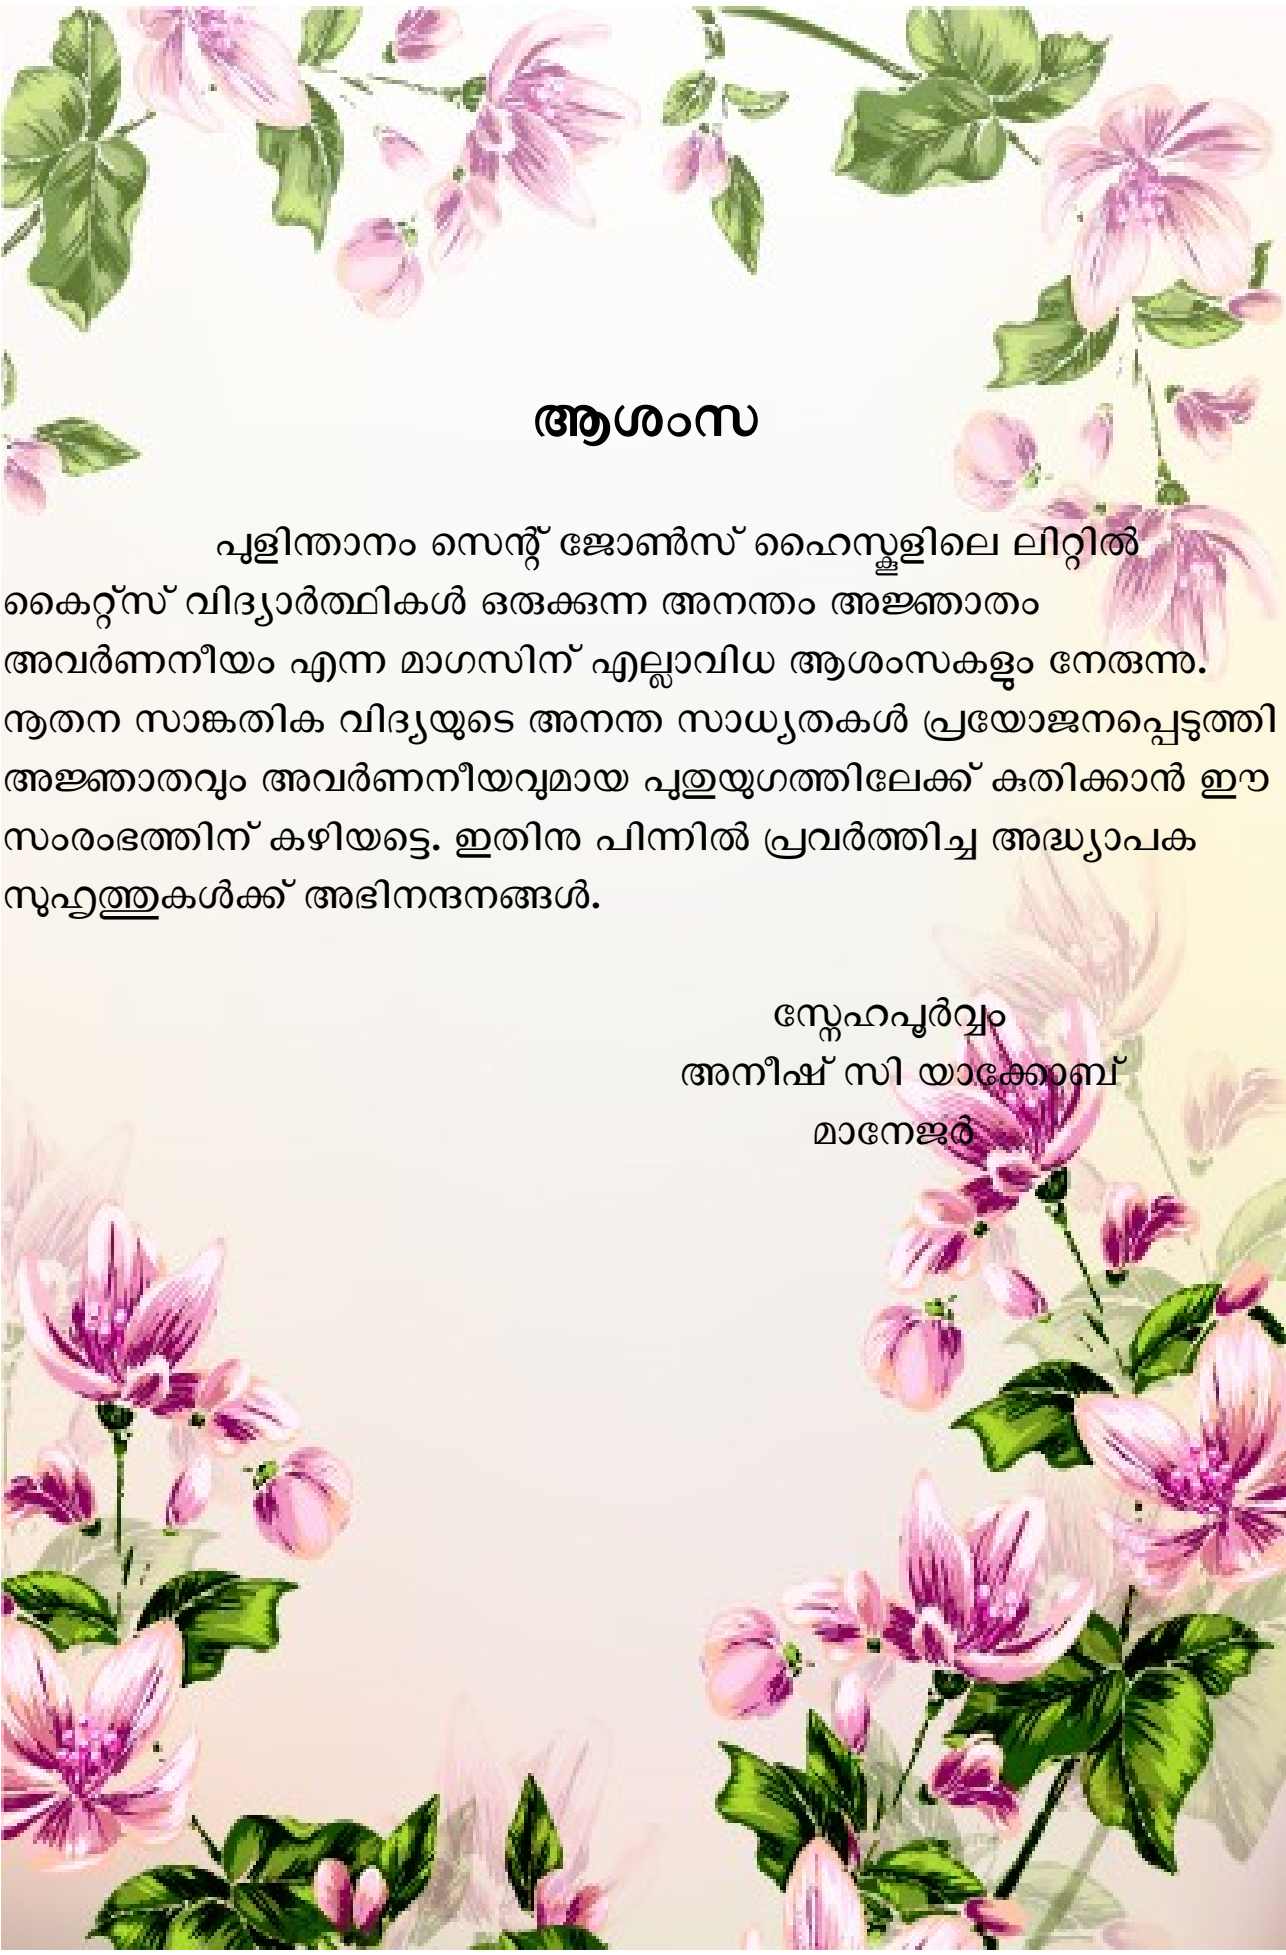 ആശംസ
പുളിന്താനം സെന്റ് ജോൺസ് ഹൈസ്കൂളിലെ ലിറ്റിൽ
കൈറ്റ്സ് വിദ്യാർത്ഥികൾ ഒരുക്കുന്ന അനന്തം അജ്ഞാതം
അവർണനീയം എന്ന മാഗസിന് എല്ലാവിധ ആശംസകളും നേരുന്നു.
നൂതന സാങ്കതിക വിദ്യയുടെ അനന്ത സാധ്യതകൾ പ്രയോജനപ്പെടുത്തി
അജ്ഞാതവും അവർണനീയവുമായ പുതുയുഗത്തിലേക്ക് കുതിക്കാൻ ഈ
സംരംഭത്തിന് കഴിയട്ടെ. ഇതിനു പിന്നിൽ പ്രവർത്തിച്ച അദ്ധ്യാപക
സുഹൃത്തുകൾക്ക് അഭിനന്ദനങ്ങൾ.
സ്നേഹപൂർവ്വം
അനീഷ് സി യാക്കോബ്
മാനേജർ